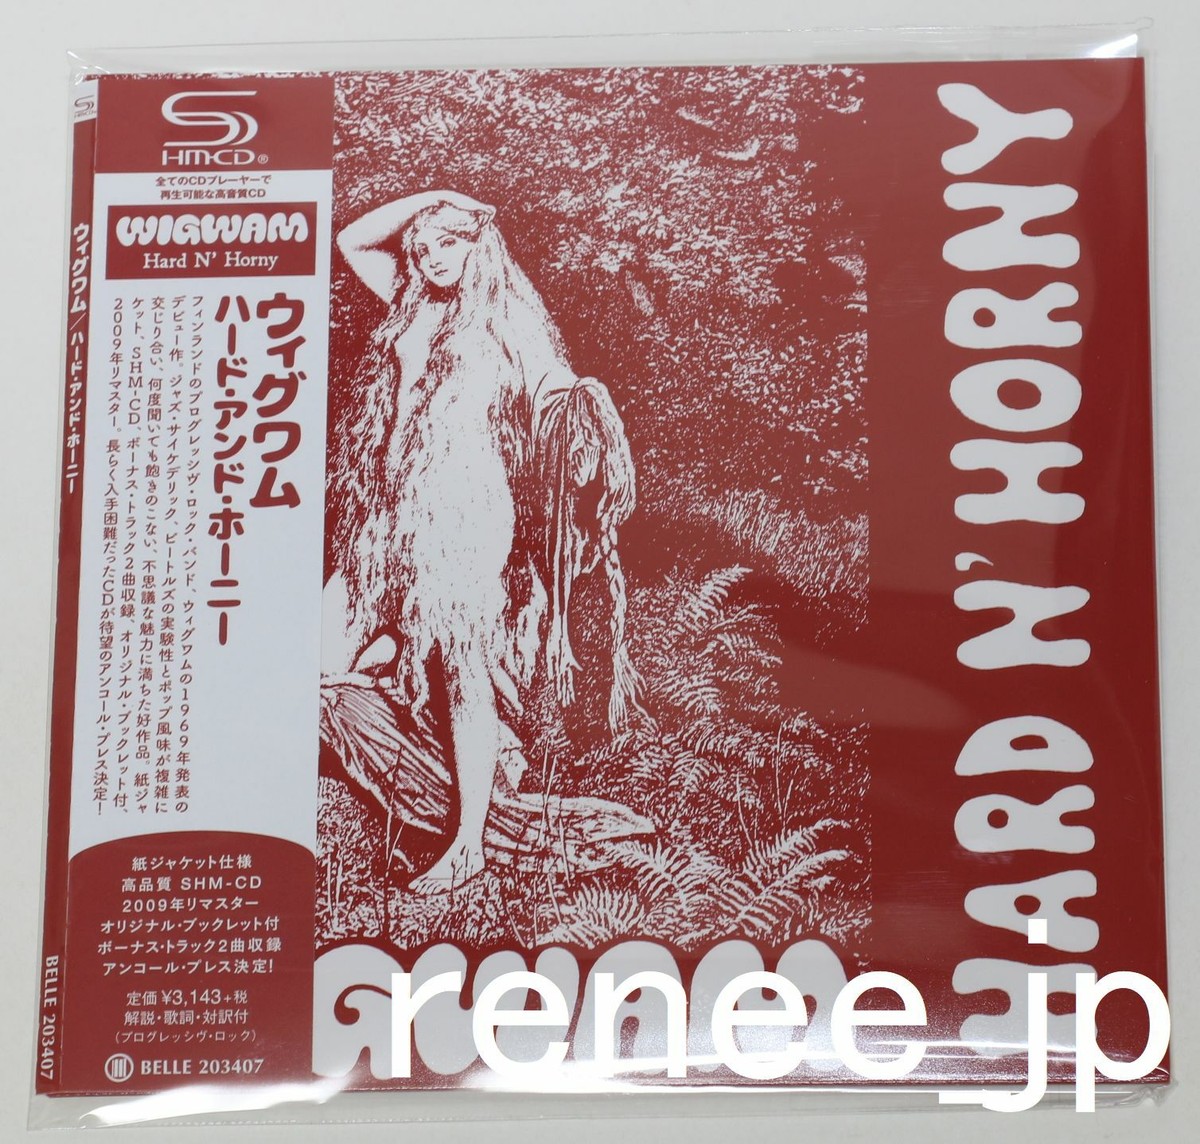 SHM-CD®
全てのCDプレーヤーで
再生可能な高音質CD
WIGWAM
Hard N' Horny
ウィグワム
ハード・アンド・ホーニー
フィンランドのプログレッシヴ・ロック・バンド、ウィグワムの1969年発表の
デビュー作。ジャズ・サイケデリック、ビートルズの実験性とポップ風味が複雑に
交じり合い、何度聞いても飽きのこない、不思議な魅力に満ちた好作品。紙ジャ
ケット、SHM-CD、ボーナス・トラック2曲収録、オリジナル・ブックレット付、
2009年リマスター。長らく入手困難だったCDが待望のアンコール・プレス決定!
紙ジャケット仕様
高品質 SHM-CD
2009年リマスター
オリジナル・ブックレット付
ボーナス・トラック2曲収録
アンコール・プレス決定!
定価 ¥3,143+税
解説・歌詞・対訳付
(プログレッシヴ・ロック)
BELLE 203407
ウィグワム/ハード・アンド・ホーニー
BELLE 203407
HARD N' HORNY
WIGWAM
renee_jp